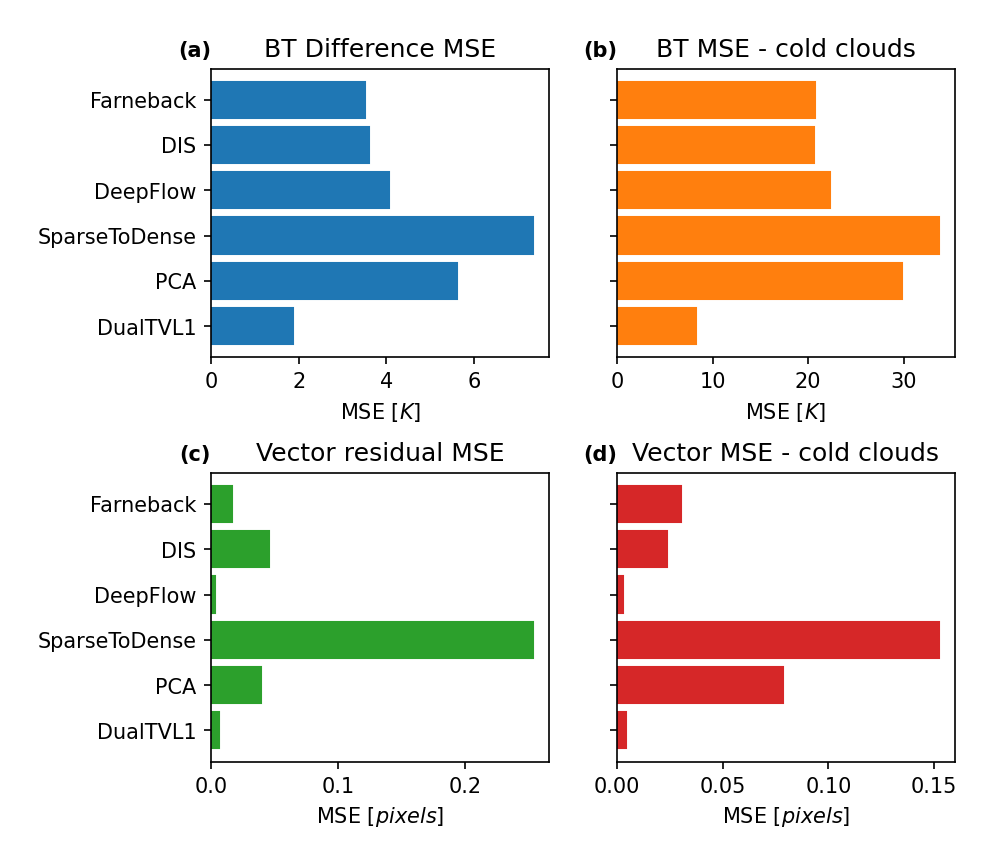 (a) BT Difference MSE
Farneback
DIS
DeepFlow
SparseToDense
PCA
DualTVL1
0 2 4 6
MSE [K]
(b) BT MSE - cold clouds
0 10 20 30
MSE [K]
(c) Vector residual MSE
Farneback
DIS
DeepFlow
SparseToDense
PCA
DualTVL1
0.0 0.1 0.2
MSE [pixels]
(d) Vector MSE - cold clouds
0.00 0.05 0.10 0.15
MSE [pixels]